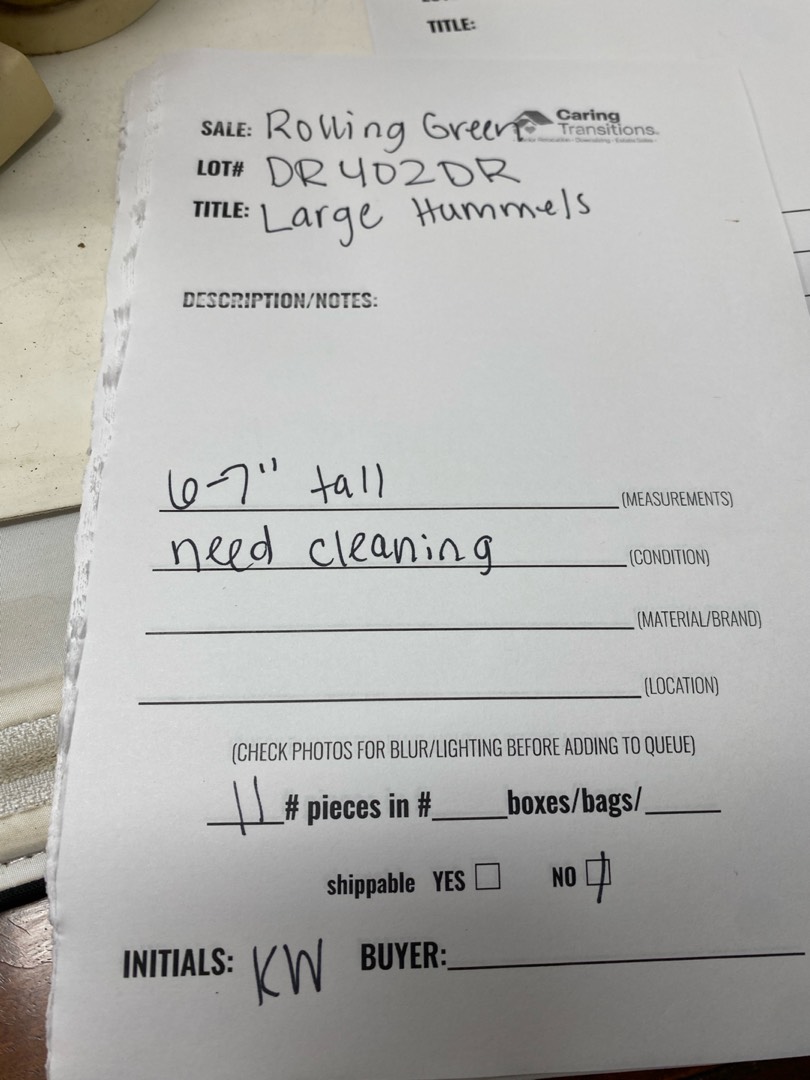 TITLE:
SALE: Rolling Green Caring Transitions.
LOT# DR402DR
TITLE: Large Hummels
DESCRIPTION/NOTES:
6-7" tall (MEASUREMENTS)
need cleaning (CONDITION)
(MATERIAL/BRAND)
(LOCATION)
(CHECK PHOTOS FOR BLUR/LIGHTING BEFORE ADDING TO QUEUE)
11 # pieces in # boxes/bags/
shippable YES NO
INITIALS: KW BUYER: